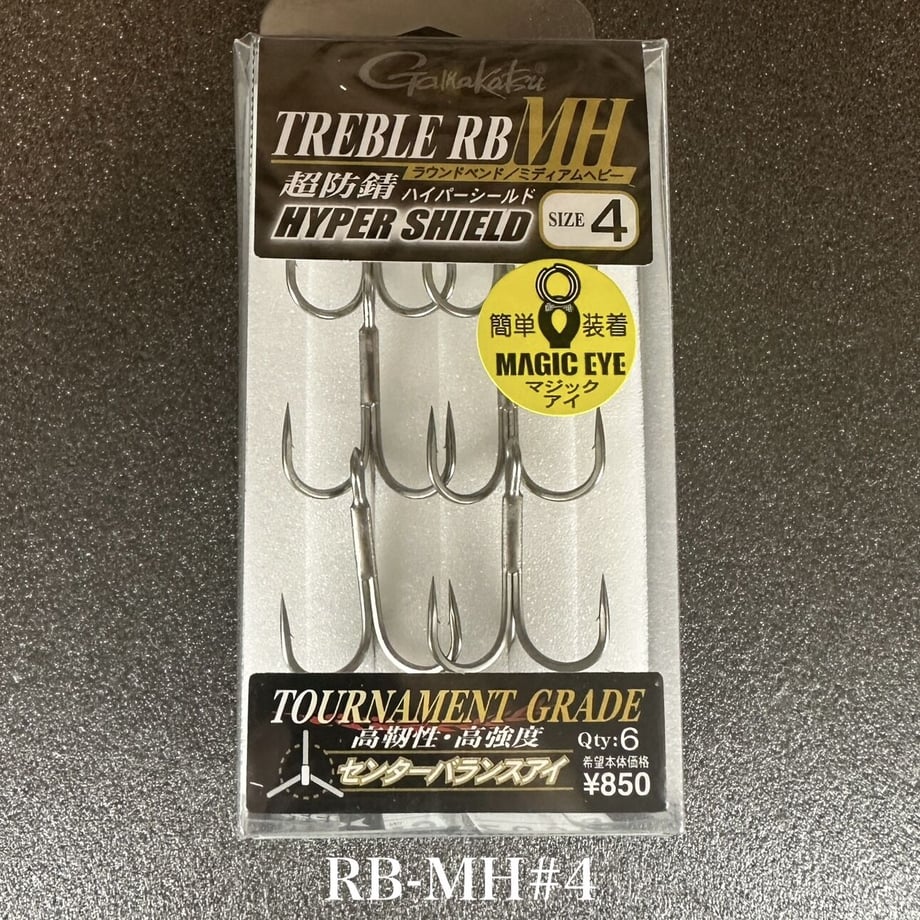 Gamakatsu®
TREBLE RB MH
ラウンドベンド/ミディアムヘビー
超防錆 ハイパーシールド
HYPER SHIELD
SIZE 4
簡単 装着
MAGIC EYE
マジック
アイ
TOURNAMENT GRADE
高靭性・高強度
Qty:6
センターバランスアイ
希望本体価格
¥850
RB-MH#4